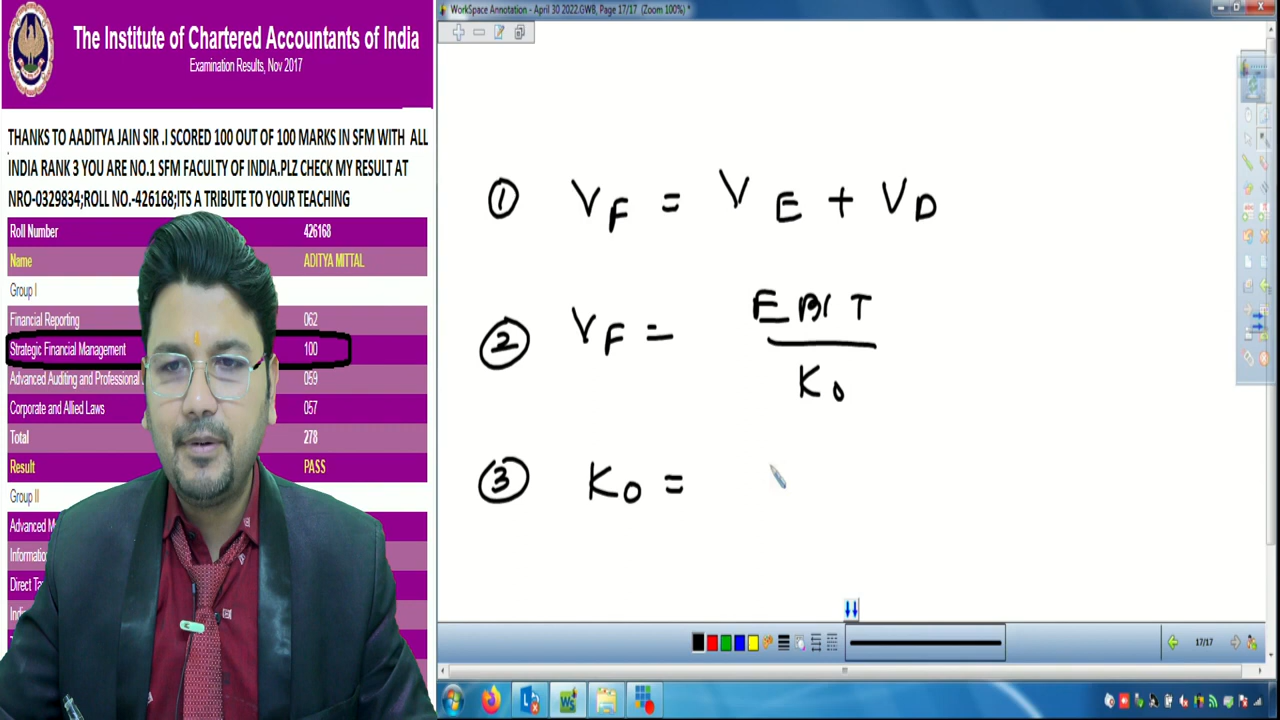 The Institute of Chartered Accountants of India
Examination Results, Nov 2017
THANKS TO AADITYA JAIN SIR .I SCORED 100 OUT OF 100 MARKS IN SFM WITH ALL
INDIA RANK 3 YOU ARE NO.1 SFM FACULTY OF INDIA.PLZ CHECK MY RESULT AT
NRO-0329834;ROLL NO.-426168;ITS A TRIBUTE TO YOUR TEACHING
Roll Number 426168
Name ADITYA MITTAL
Group I
Financial Reporting 062
Strategic Financial Management 100
Advanced Auditing and Professional 059
Corporate and Allied Laws 057
Total 278
Result PASS
Group II
Advanced M
Informatio
Direct Ta
Indi
WorkSpace Annotation - April 30 2022.GWB, Page 17/17 (Zoom 100%) *
① VF = VE + VD
② VF = EBIT
K0
③ K0 =
17/17